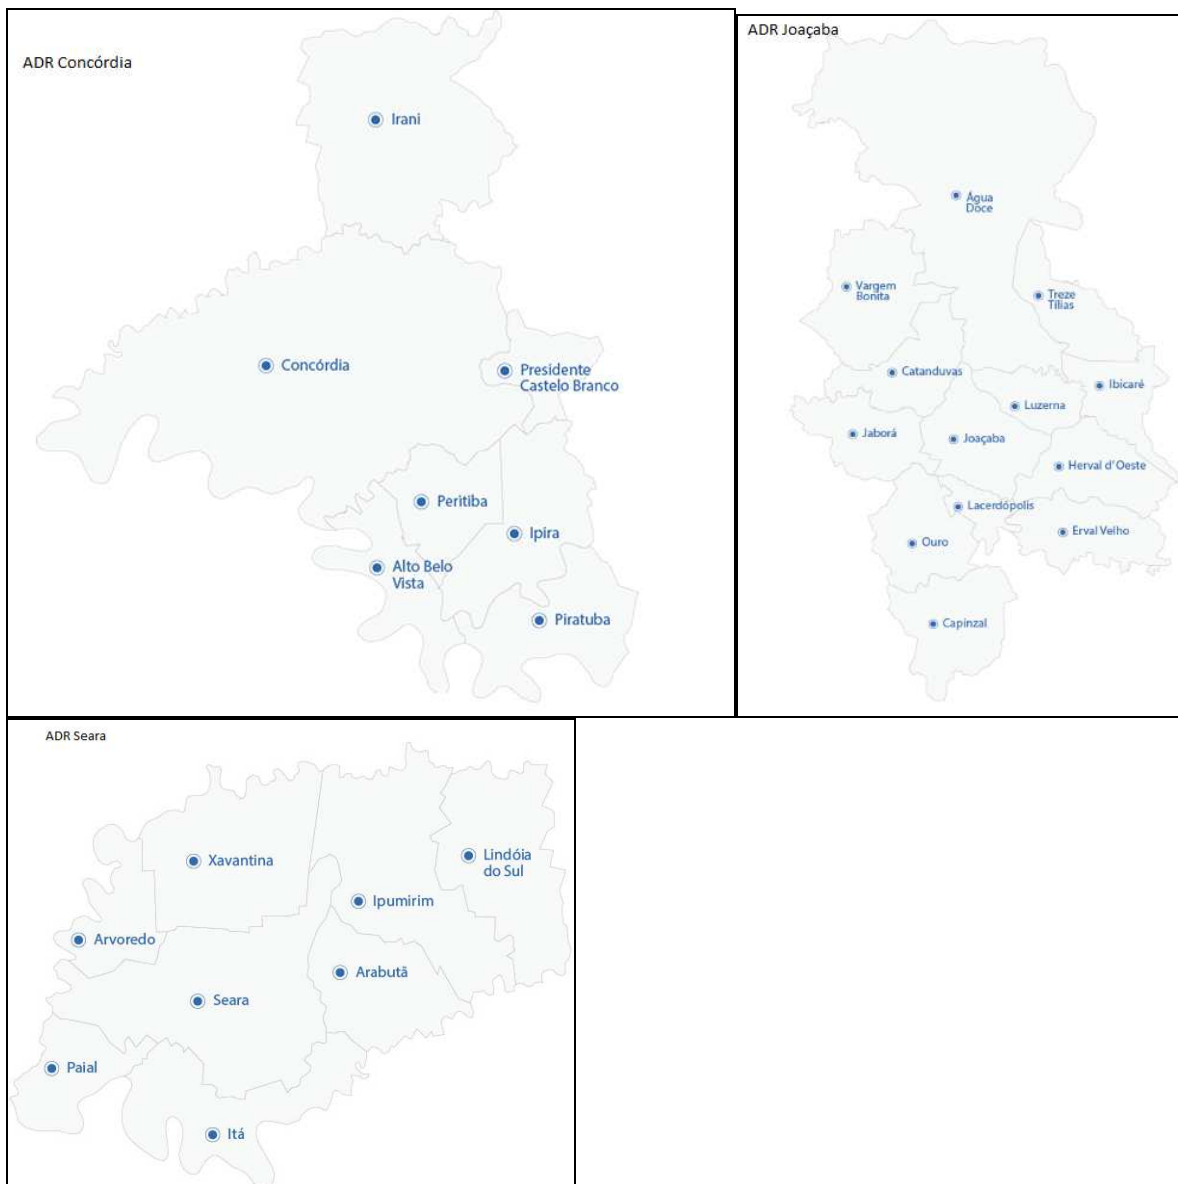 ADR Concórdia
Irani
Concórdia
Presidente
Castelo Branco
Peritiba
Ipira
Alto Belo
Vista
Piratuba
ADR Joaçaba
Água
Doce
Vargem
Bonita
Treze
Tílias
Catanduvas
Ibicaré
Luzerna
Jaborá
Joaçaba
Herval d'Oeste
Lacerdópolis
Erval Velho
Ouro
Capinzal
ADR Seara
Xavantina
Lindóia
do Sul
Ipumirim
Arvoredo
Arabutã
Seara
Paial
Itá